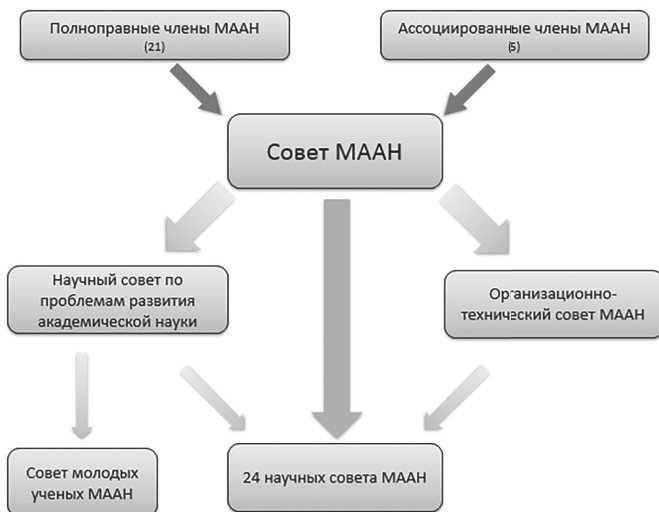 Полноправные члены МААН
(21)
Ассоциированные члены МААН
(5)
Совет МААН
Научный совет по
проблемам развития
академической науки
Организационно-
технический совет МААН
Совет молодых
ученых МААН
24 научных совета МААН